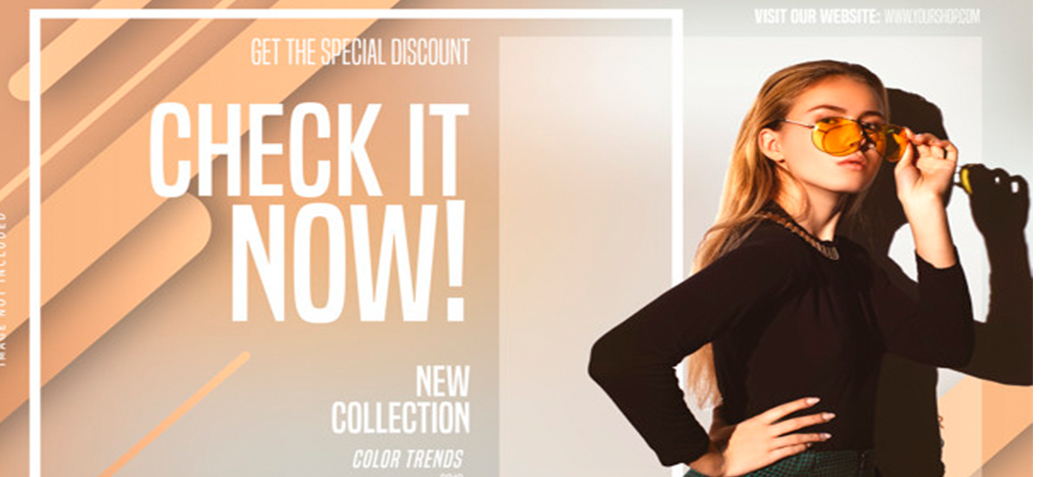 VISIT OUR WEBSITE: WWW.YOURSHOP.COM
GET THE SPECIAL DISCOUNT
CHECK IT
NOW!
NEW
COLLECTION
COLOR TRENDS
IMAGE NOT INCLUDED